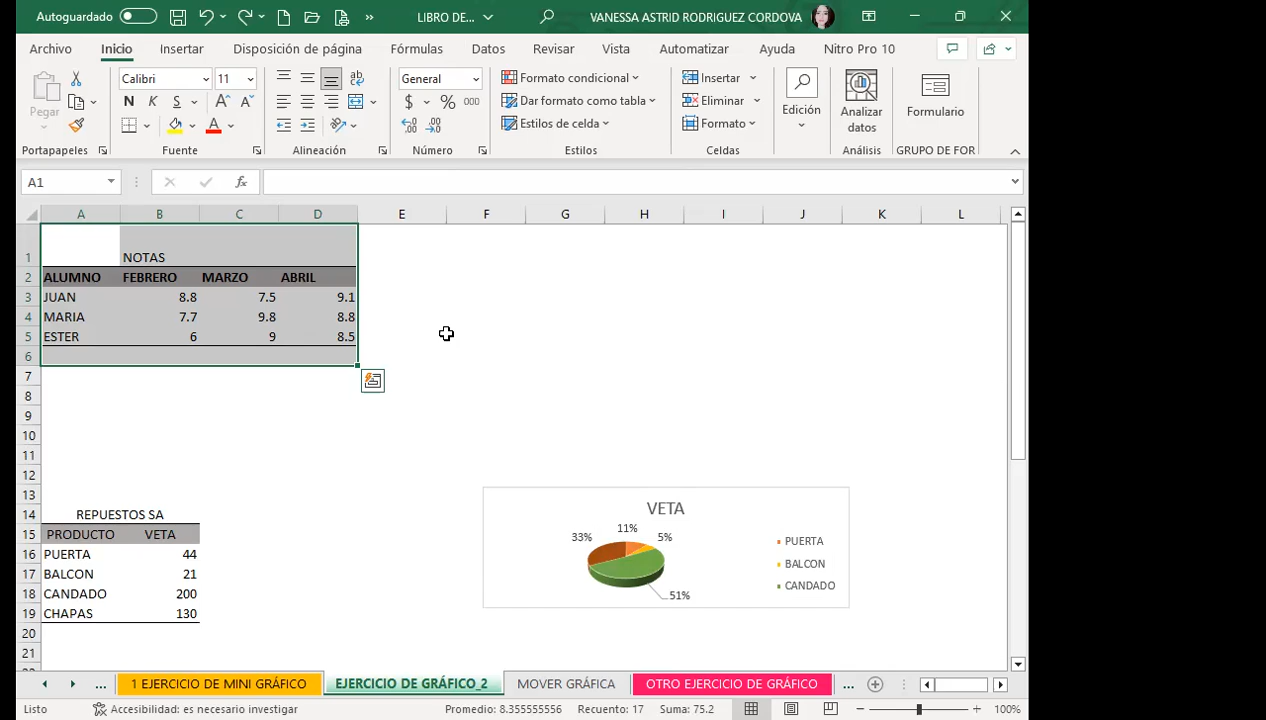 Autoguardado
LIBRO DE...
VANESSA ASTRID RODRIGUEZ CORDOVA
Archivo Inicio Insertar Disposición de página Fórmulas Datos Revisar Vista Automatizar Ayuda Nitro Pro 10
Pegar
Calibri 11
N K S A A
A
General
$ % 000
Formato condicional
Dar formato como tabla
Estilos de celda
Insertar
Eliminar
Formato
Edición
Analizar datos
Formulario
Portapapeles Fuente Alineación Número Estilos Celdas Análisis GRUPO DE FOR
A1 fx
A B C D E F G H I J K L
1 NOTAS
2 ALUMNO FEBRERO MARZO ABRIL
3 JUAN 8.8 7.5 9.1
4 MARIA 7.7 9.8 8.8
5 ESTER 6 9 8.5
6
7
8
9
10
11
12
13
14 REPUESTOS SA
15 PRODUCTO VETA
16 PUERTA 44
17 BALCON 21
18 CANDADO 200
19 CHAPAS 130
20
21
VETA
33% 11% 5%
51%
PUERTA
BALCON
CANDADO
... 1 EJERCICIO DE MINI GRÁFICO EJERCICIO DE GRÁFICO_2 MOVER GRÁFICA OTRO EJERCICIO DE GRÁFICO ...
Listo Accesibilidad: es necesario investigar Promedio: 8.355555556 Recuento: 17 Suma: 75.2 100%